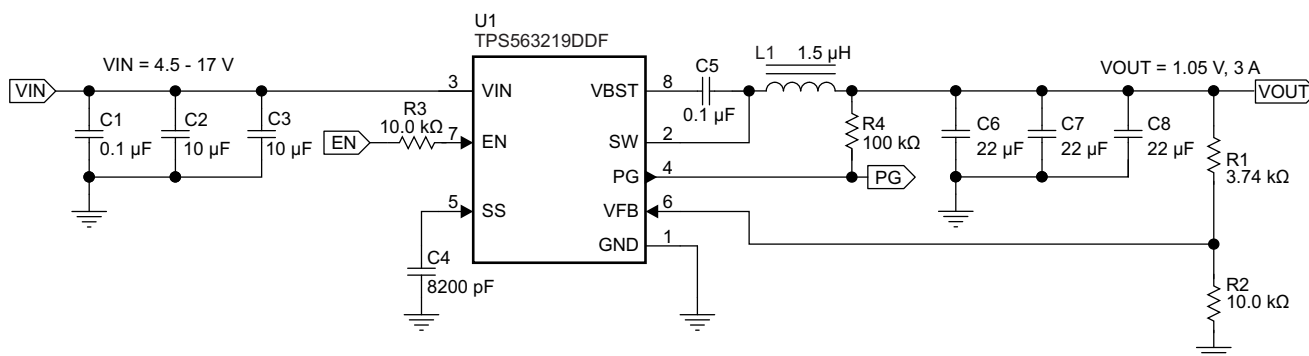 U1
TPS563219DDF
VIN = 4.5 - 17 V
L1 1.5 µH
VOUT = 1.05 V, 3 A
VIN
3 VIN
VBST 8
C5
0.1 µF
VOUT
C1
0.1 µF
C2
10 µF
C3
10 µF
R3
10.0 kΩ
EN
7 EN
SW 2
R4
100 kΩ
C6
22 µF
C7
22 µF
C8
22 µF
R1
3.74 kΩ
PG 4
PG
5 SS
VFB 6
GND 1
C4
8200 pF
R2
10.0 kΩ